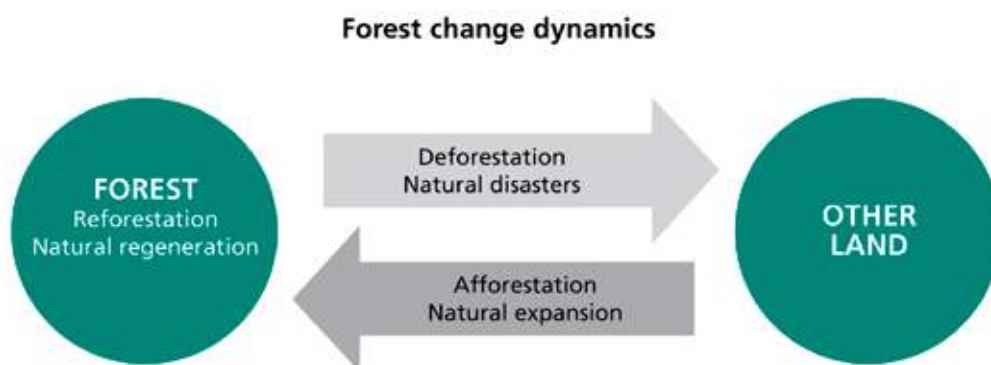 Forest change dynamics
FOREST
Reforestation
Natural regeneration
Deforestation
Natural disasters
Afforestation
Natural expansion
OTHER
LAND